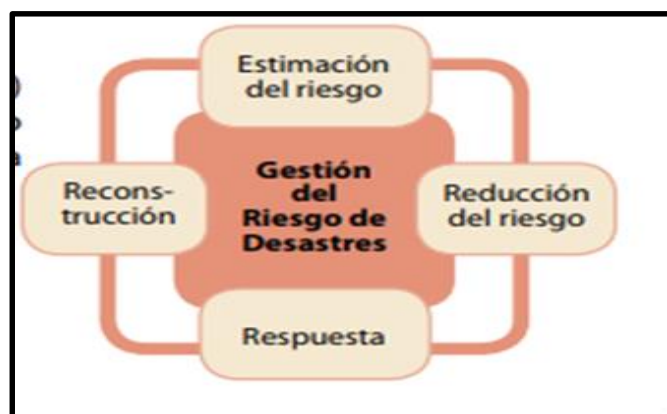 Estimación
del riesgo
Gestión
del
Riesgo de
Desastres
Recons-
trucción
Reducción
del riesgo
Respuesta